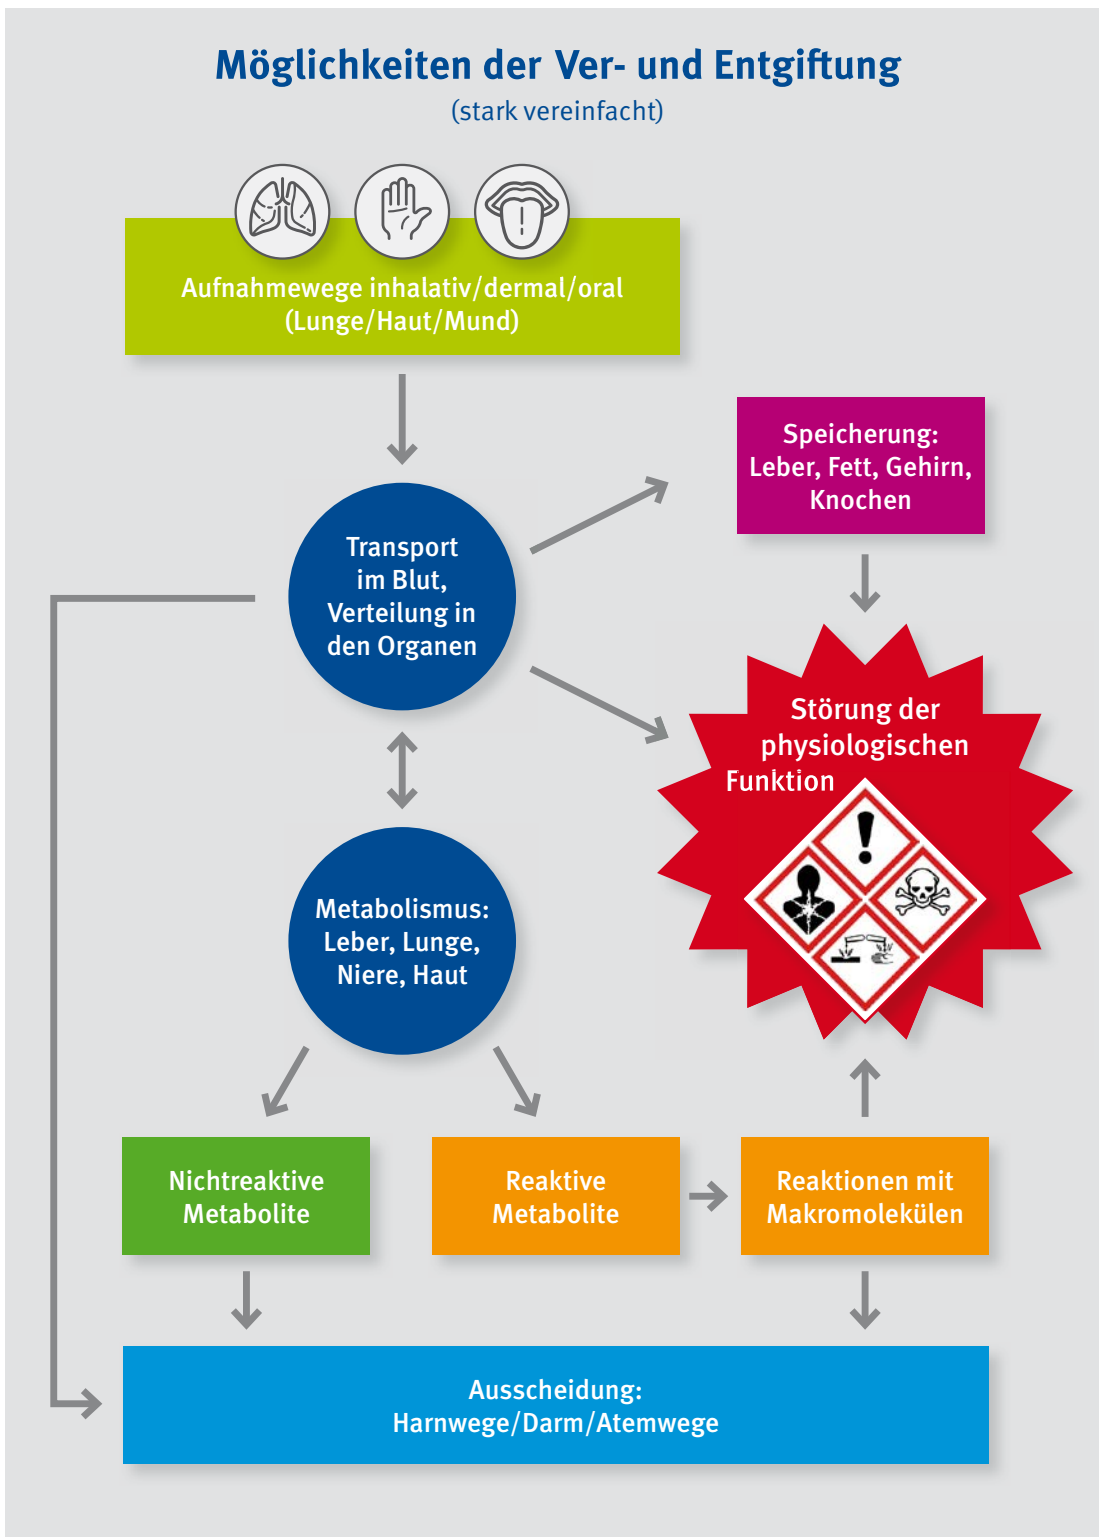 Möglichkeiten der Ver- und Entgiftung
(stark vereinfacht)
Aufnahmewege inhalativ/dermal/oral
(Lunge/Haut/Mund)
Speicherung:
Leber, Fett, Gehirn,
Knochen
Transport
im Blut,
Verteilung in
den Organen
Störung der
physiologischen
Funktion
Metabolismus:
Leber, Lunge,
Niere, Haut
Nichtreaktive
Metabolite
Reaktive
Metabolite
Reaktionen mit
Makromolekülen
Ausscheidung:
Harnwege/Darm/Atemwege